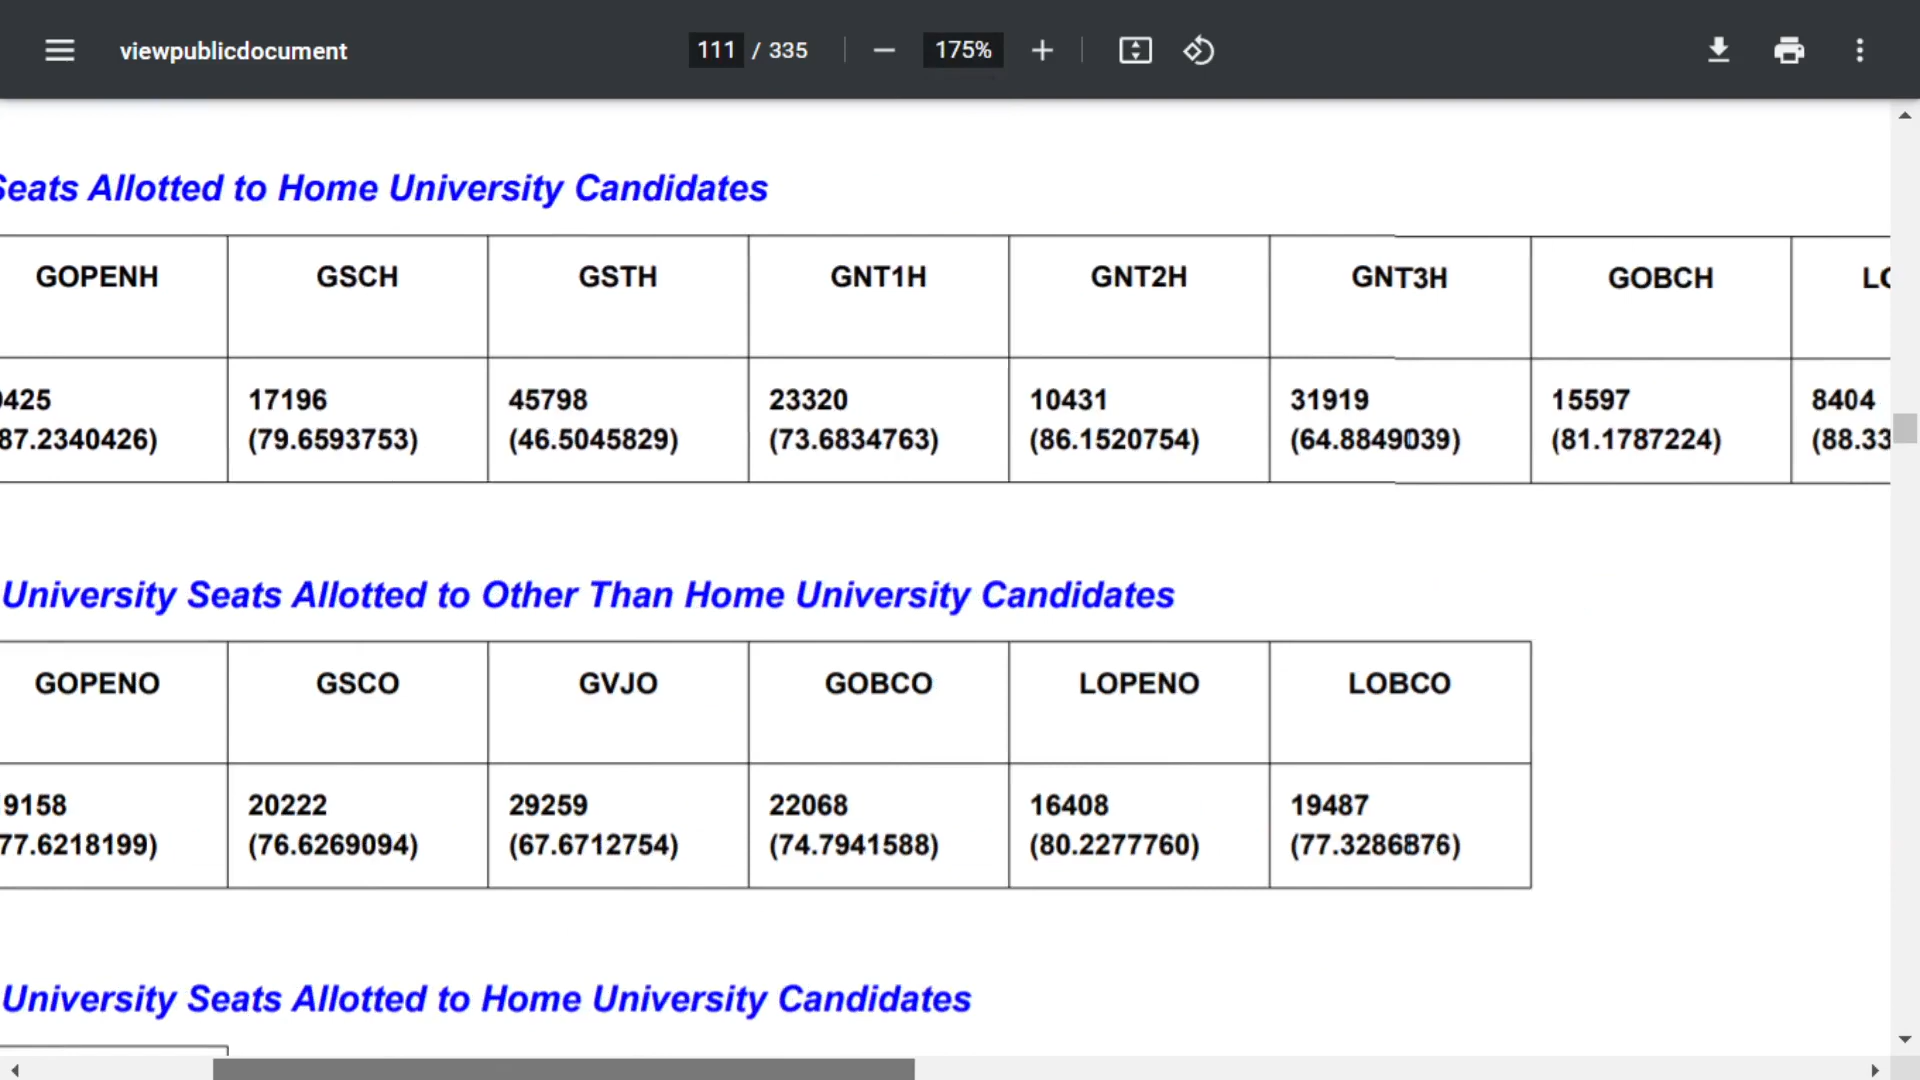 viewpublicdocument
111 / 335
175%
Seats Allotted to Home University Candidates
GOPENH GSCH GSTH GNT1H GNT2H GNT3H GOBCH
425 17196 45798 23320 10431 31919 15597 8404
87.2340426) (79.6593753) (46.5045829) (73.6834763) (86.1520754) (64.8849039) (81.1787224) (88.33
University Seats Allotted to Other Than Home University Candidates
GOPENO GSCO GVJO GOBCO LOPENO LOBCO
9158 20222 29259 22068 16408 19487
77.6218199) (76.6269094) (67.6712754) (74.7941588) (80.2277760) (77.3286876)
University Seats Allotted to Home University Candidates